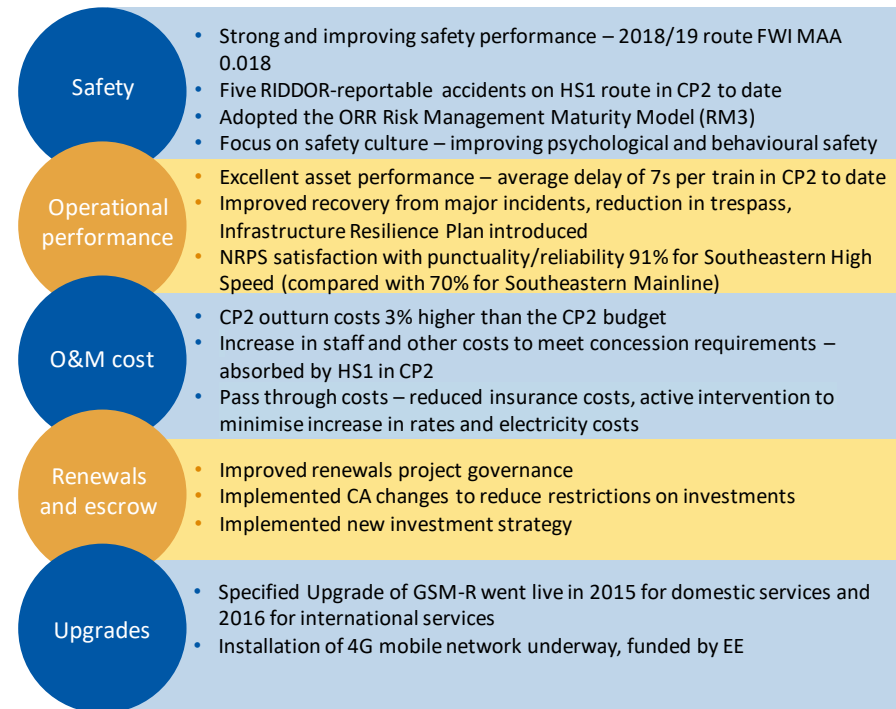 Safety
• Strong and improving safety performance – 2018/19 route FWI MAA
0.018
• Five RIDDOR-reportable accidents on HS1 route in CP2 to date
• Adopted the ORR Risk Management Maturity Model (RM3)
• Focus on safety culture – improving psychological and behavioural safety
Operational
performance
• Excellent asset performance – average delay of 7s per train in CP2 to date
• Improved recovery from major incidents, reduction in trespass,
Infrastructure Resilience Plan introduced
• NRPS satisfaction with punctuality/reliability 91% for Southeastern High
Speed (compared with 70% for Southeastern Mainline)
O&M cost
• CP2 outturn costs 3% higher than the CP2 budget
• Increase in staff and other costs to meet concession requirements –
absorbed by HS1 in CP2
• Pass through costs – reduced insurance costs, active intervention to
minimise increase in rates and electricity costs
Renewals
and escrow
• Improved renewals project governance
• Implemented CA changes to reduce restrictions on investments
• Implemented new investment strategy
Upgrades
• Specified Upgrade of GSM-R went live in 2015 for domestic services and
2016 for international services
• Installation of 4G mobile network underway, funded by EE